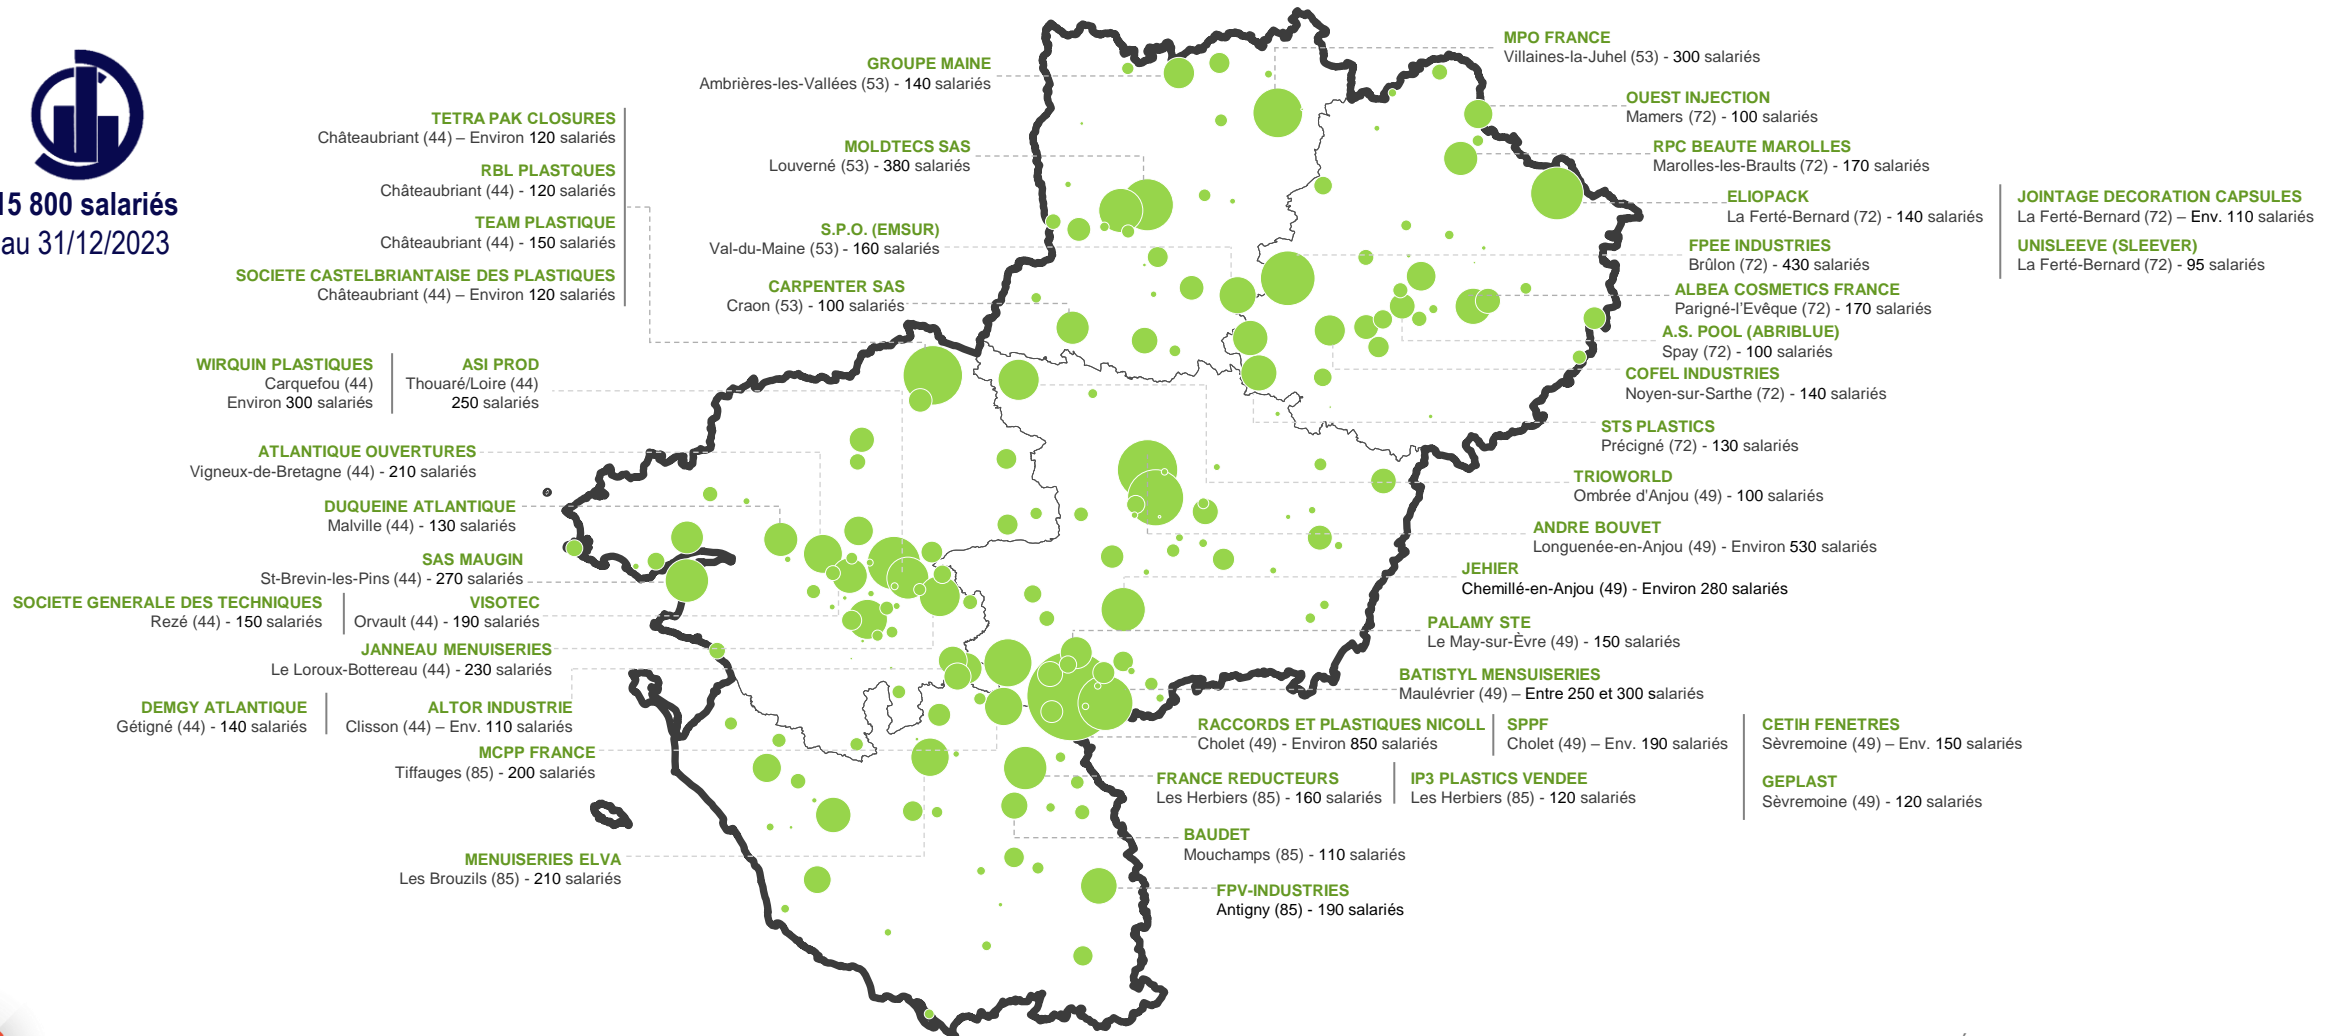 15 800 salariés
au 31/12/2023
TETRA PAK CLOSURES
Châteaubriant (44) – Environ 120 salariés
RBL PLASTQUES
Châteaubriant (44) - 120 salariés
TEAM PLASTIQUE
Châteaubriant (44) - 150 salariés
SOCIETE CASTELBRIANTAISE DES PLASTIQUES
Châteaubriant (44) – Environ 120 salariés
WIRQUIN PLASTIQUES
Carquefou (44)
Environ 300 salariés
ASI PROD
Thouaré/Loire (44)
250 salariés
ATLANTIQUE OUVERTURES
Vigneux-de-Bretagne (44) - 210 salariés
DUQUEINE ATLANTIQUE
Malville (44) - 130 salariés
SAS MAUGIN
St-Brevin-les-Pins (44) - 270 salariés
SOCIETE GENERALE DES TECHNIQUES
Rezé (44) - 150 salariés
VISOTEC
Orvault (44) - 190 salariés
JANNEAU MENUISERIES
Le Loroux-Bottereau (44) - 230 salariés
DEMGY ATLANTIQUE
Gétigné (44) - 140 salariés
ALTOR INDUSTRIE
Clisson (44) – Env. 110 salariés
MCPP FRANCE
Tiffauges (85) - 200 salariés
MENUISERIES ELVA
Les Brouzils (85) - 210 salariés
GROUPE MAINE
Ambrières-les-Vallées (53) - 140 salariés
MOLDTECS SAS
Louverné (53) - 380 salariés
S.P.O. (EMSUR)
Val-du-Maine (53) - 160 salariés
CARPENTER SAS
Craon (53) - 100 salariés
MPO FRANCE
Villaines-la-Juhel (53) - 300 salariés
OUEST INJECTION
Mamers (72) - 100 salariés
RPC BEAUTE MAROLLES
Marolles-les-Braults (72) - 170 salariés
ELIOPACK
La Ferté-Bernard (72) - 140 salariés
JOINTAGE DECORATION CAPSULES
La Ferté-Bernard (72) – Env. 110 salariés
UNISLEEVE (SLEEVER)
La Ferté-Bernard (72) - 95 salariés
FPEE INDUSTRIES
Brûlon (72) - 430 salariés
ALBEA COSMETICS FRANCE
Parigné-l'Evêque (72) - 170 salariés
A.S. POOL (ABRIBLUE)
Spay (72) - 100 salariés
COFEL INDUSTRIES
Noyen-sur-Sarthe (72) - 140 salariés
STS PLASTICS
Précigné (72) - 130 salariés
TRIOWORLD
Ombrée d'Anjou (49) - 100 salariés
ANDRE BOUVET
Longuenée-en-Anjou (49) - Environ 530 salariés
JEHIER
Chemillé-en-Anjou (49) - Environ 280 salariés
PALAMY STE
Le May-sur-Èvre (49) - 150 salariés
BATISTYL MENSUISERIES
Maulévrier (49) – Entre 250 et 300 salariés
RACCORDS ET PLASTIQUES NICOLL
Cholet (49) - Environ 850 salariés
SPPF
Cholet (49) – Env. 190 salariés
CETIH FENETRES
Sèvremoine (49) – Env. 150 salariés
GEPLAST
Sèvremoine (49) - 120 salariés
FRANCE REDUCTEURS
Les Herbiers (85) - 160 salariés
IP3 PLASTICS VENDEE
Les Herbiers (85) - 120 salariés
BAUDET
Mouchamps (85) - 110 salariés
FPV-INDUSTRIES
Antigny (85) - 190 salariés